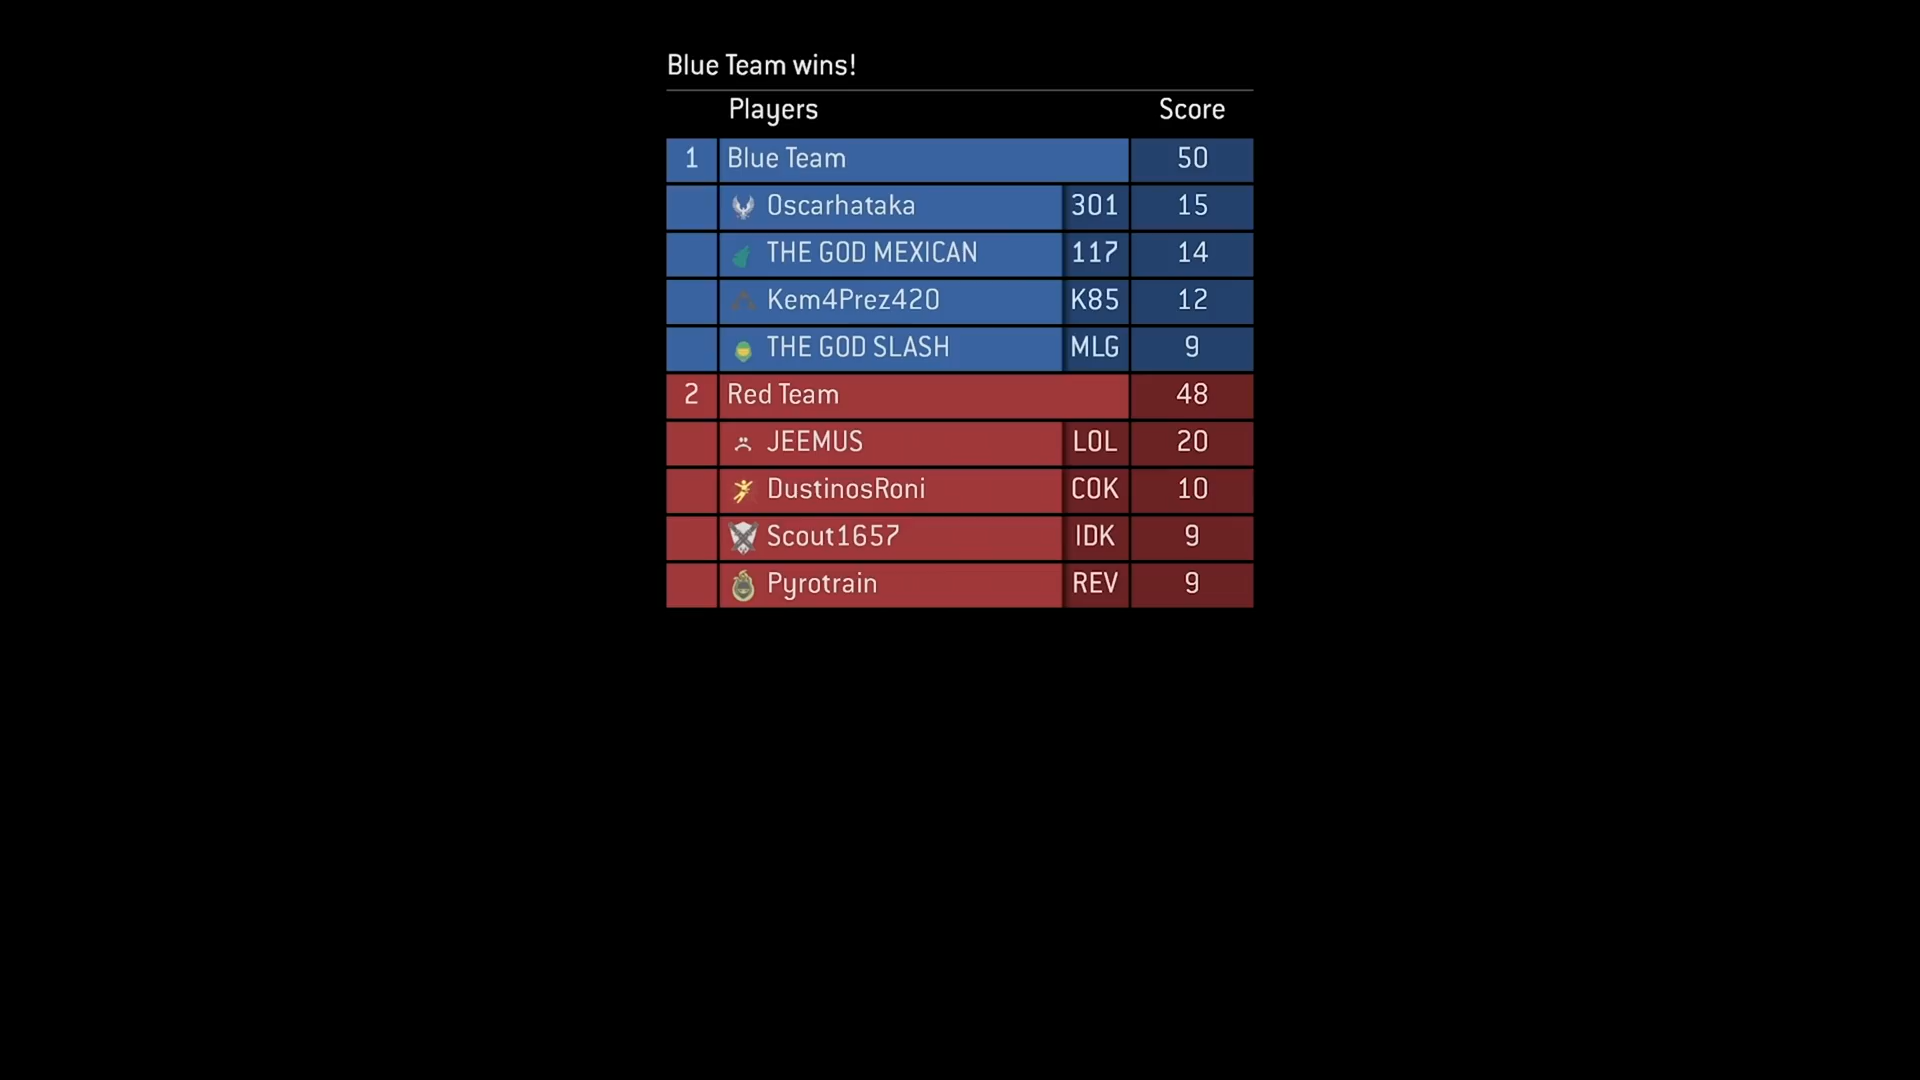 Blue Team wins!
Players Score
1 Blue Team 50
Oscarhataka 301 15
THE GOD MEXICAN 117 14
Kem4Prez420 K85 12
THE GOD SLASH MLG 9
2 Red Team 48
JEEMUS LOL 20
DustinosRoni COK 10
Scout1657 IDK 9
Pyrotrain REV 9